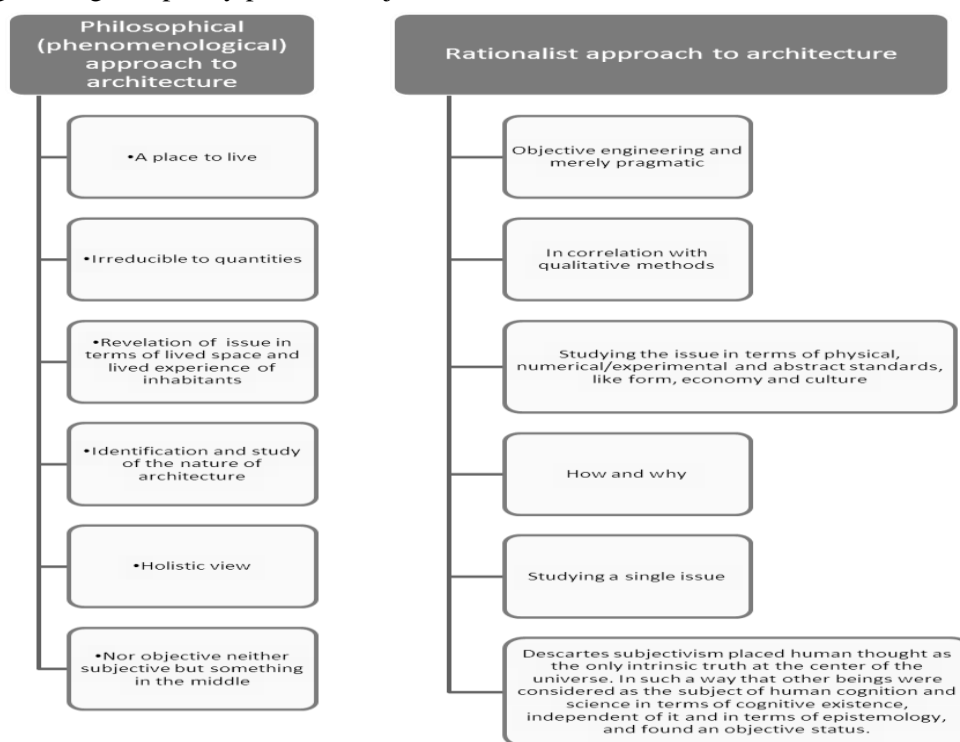 Philosophical
(phenomenological)
approach to
architecture
•A place to live
•Irreducible to quantities
•Revelation of issue in
terms of lived space and
lived experience of
inhabitants
•Identification and study
of the nature of
architecture
•Holistic view
•Nor objective neither
subjective but something
in the middle
Rationalist approach to architecture
Objective engineering and
merely pragmatic
In correlation with
qualitative methods
Studying the issue in terms of physical,
numerical/experimental and abstract standards,
like form, economy and culture
How and why
Studying a single issue
Descartes subjectivism placed human thought as
the only intrinsic truth at the center of the
universe. In such a way that other beings were
considered as the subject of human cognition and
science in terms of cognitive existence,
independent of it and in terms of epistemology,
and found an objective status.